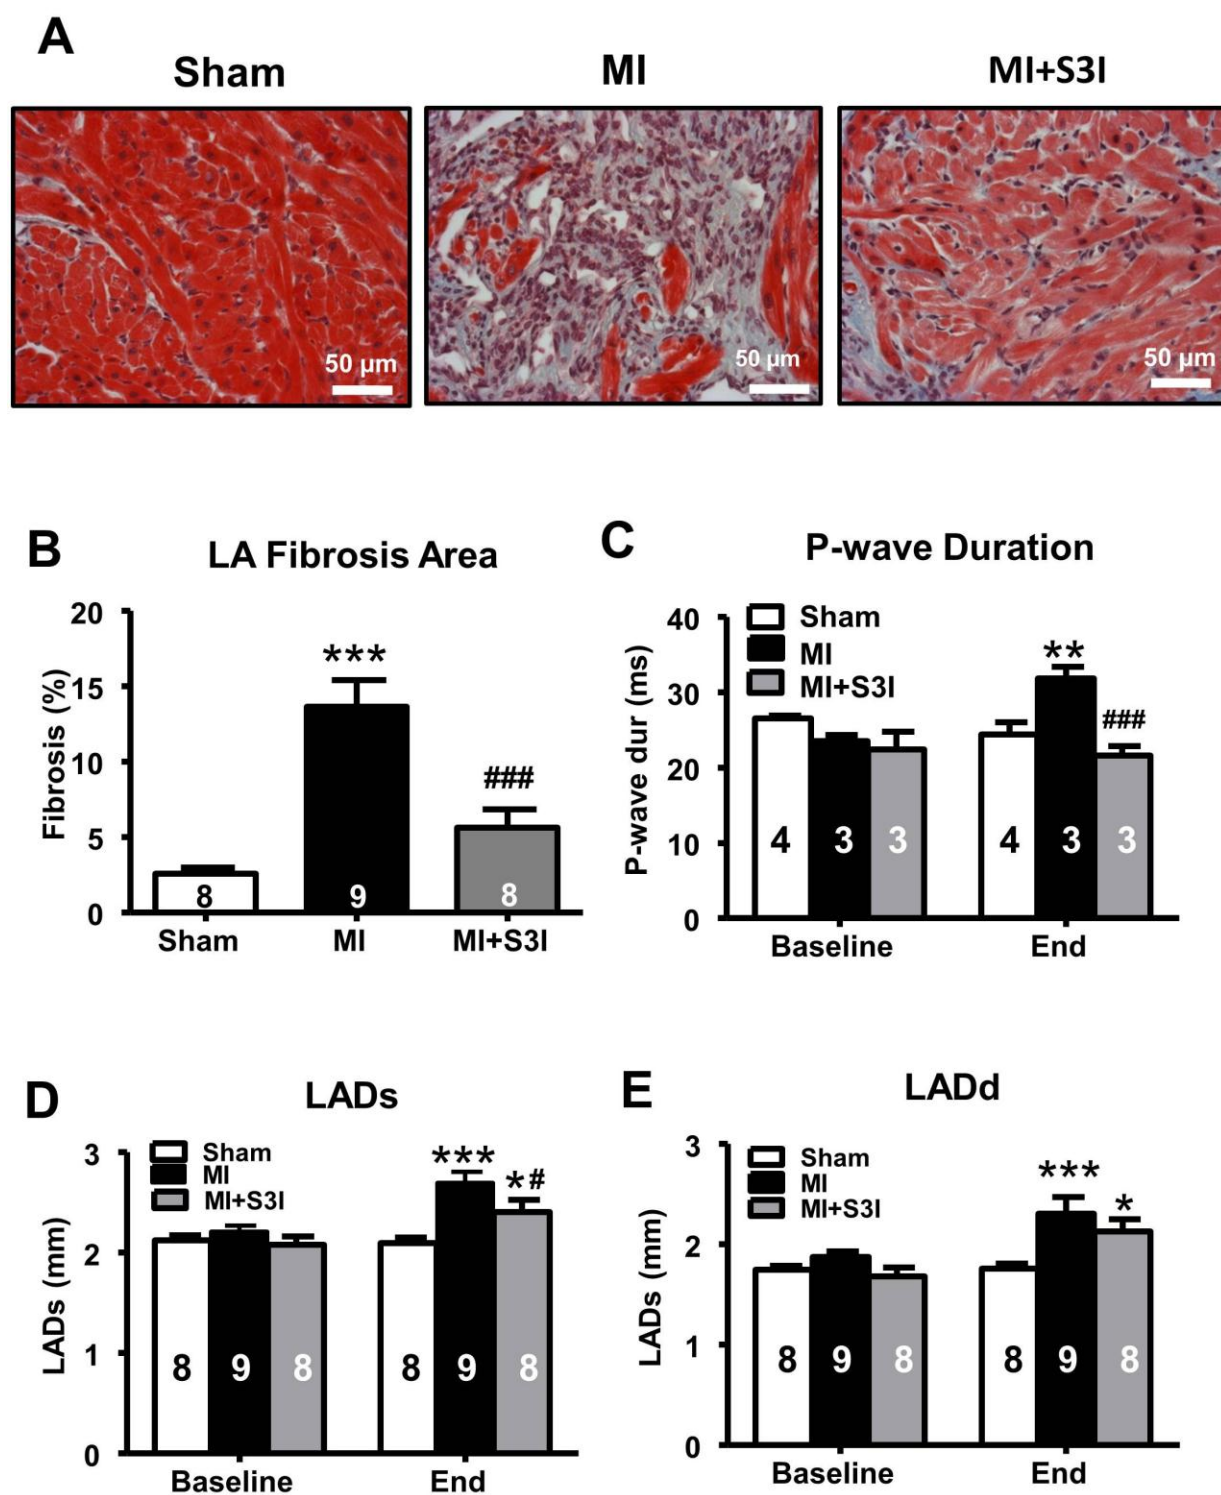 A
Sham
MI
MI+S3I
50 µm
50 µm
50 µm
B
LA Fibrosis Area
Fibrosis (%)
20
15
10
5
0
***
###
8
9
8
Sham
MI
MI+S3I
C
P-wave Duration
P-wave dur (ms)
40
30
20
10
0
Sham
MI
MI+S3I
**
###
4
3
3
4
3
3
Baseline
End
D
LADs
LADs (mm)
3
2
1
0
Sham
MI
MI+S3I
***
*#
8
9
8
8
9
8
Baseline
End
E
LADd
LADs (mm)
3
2
1
0
Sham
MI
MI+S3I
***
*
8
9
8
8
9
8
Baseline
End